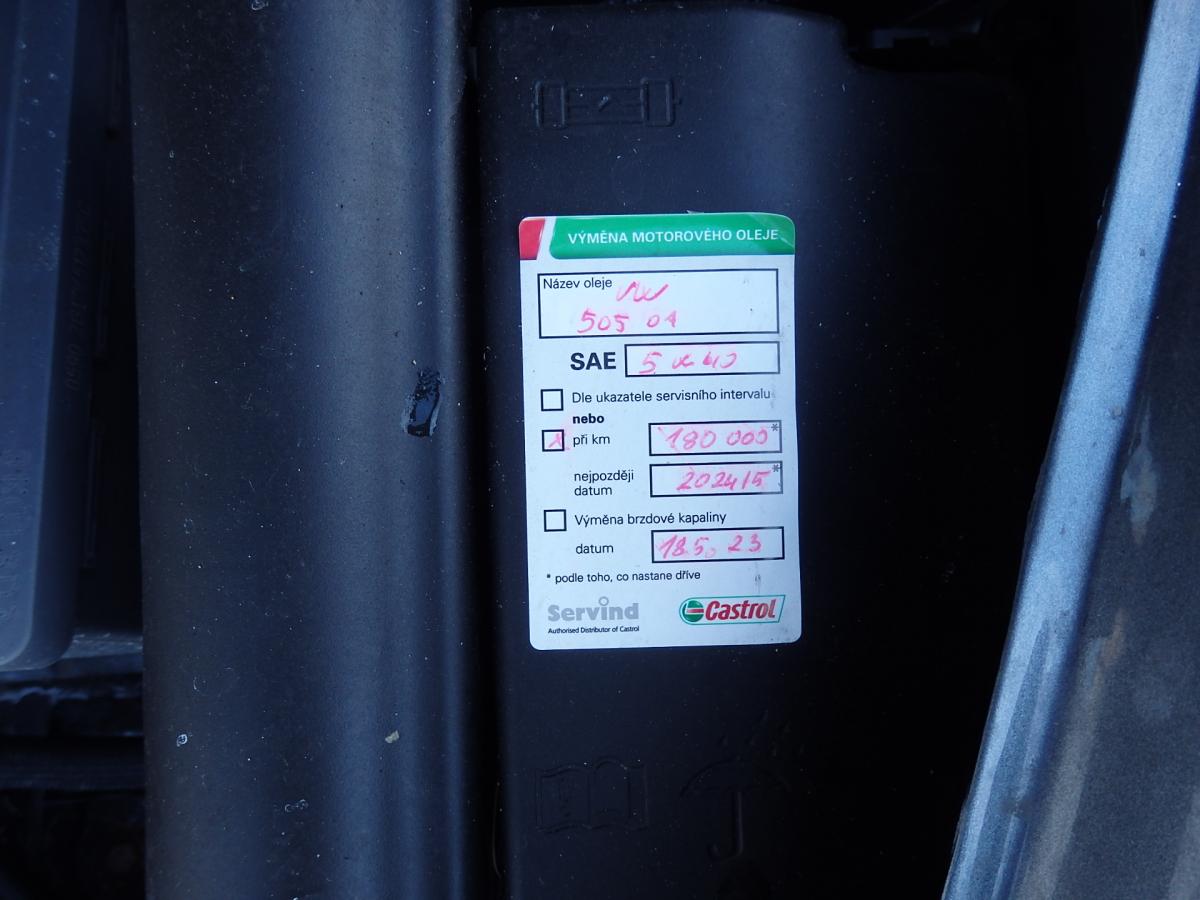 VÝMĚNA MOTOROVÉHO OLEJE
Název oleje VW
505 01
SAE 5W40
Dle ukazatele servisního intervalu
nebo
x při km 180 000*
nejpozději
datum 2024/5*
Výměna brzdové kapaliny
datum 18.5. 23
* podle toho, co nastane dříve
Servind Castrol
Authorised Distributor of Castrol